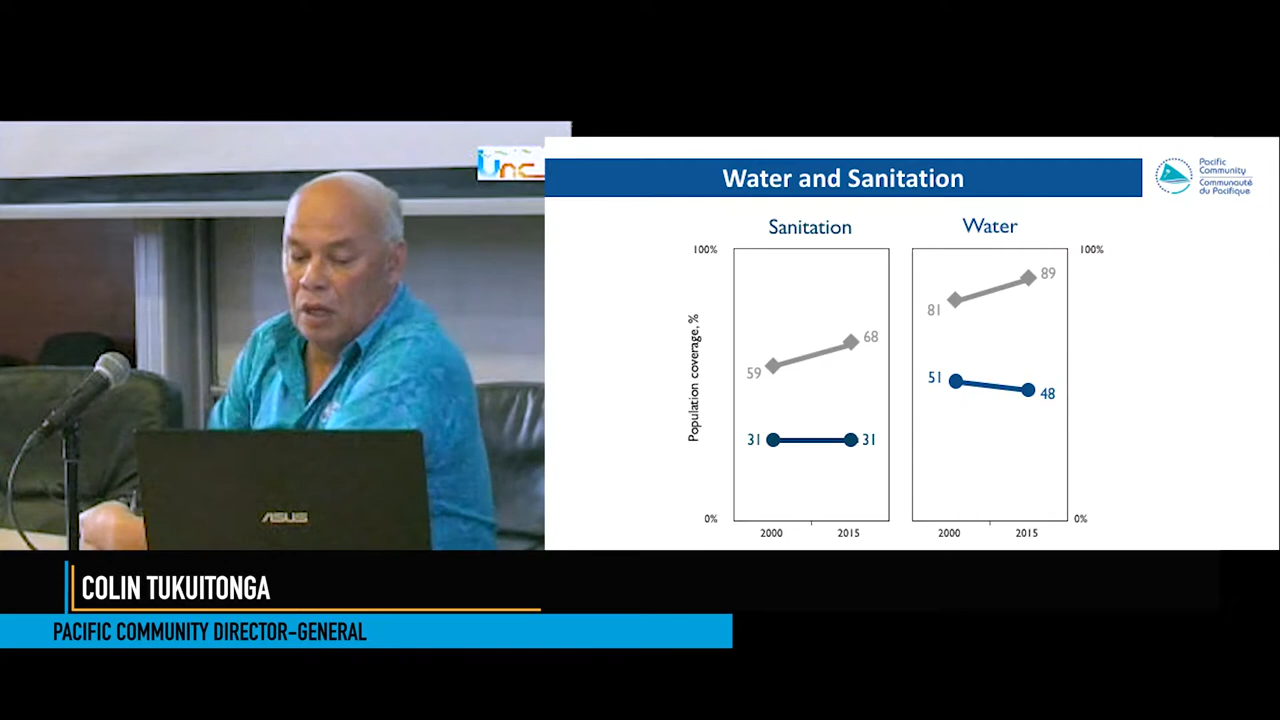 Unc
Water and Sanitation
Pacific
Community
Communauté
du Pacifique
Sanitation
Water
100%
100%
Population coverage, %
59
68
31
31
81
89
51
48
0%
0%
2000
2015
2000
2015
ASUS
COLIN TUKUITONGA
PACIFIC COMMUNITY DIRECTOR-GENERAL